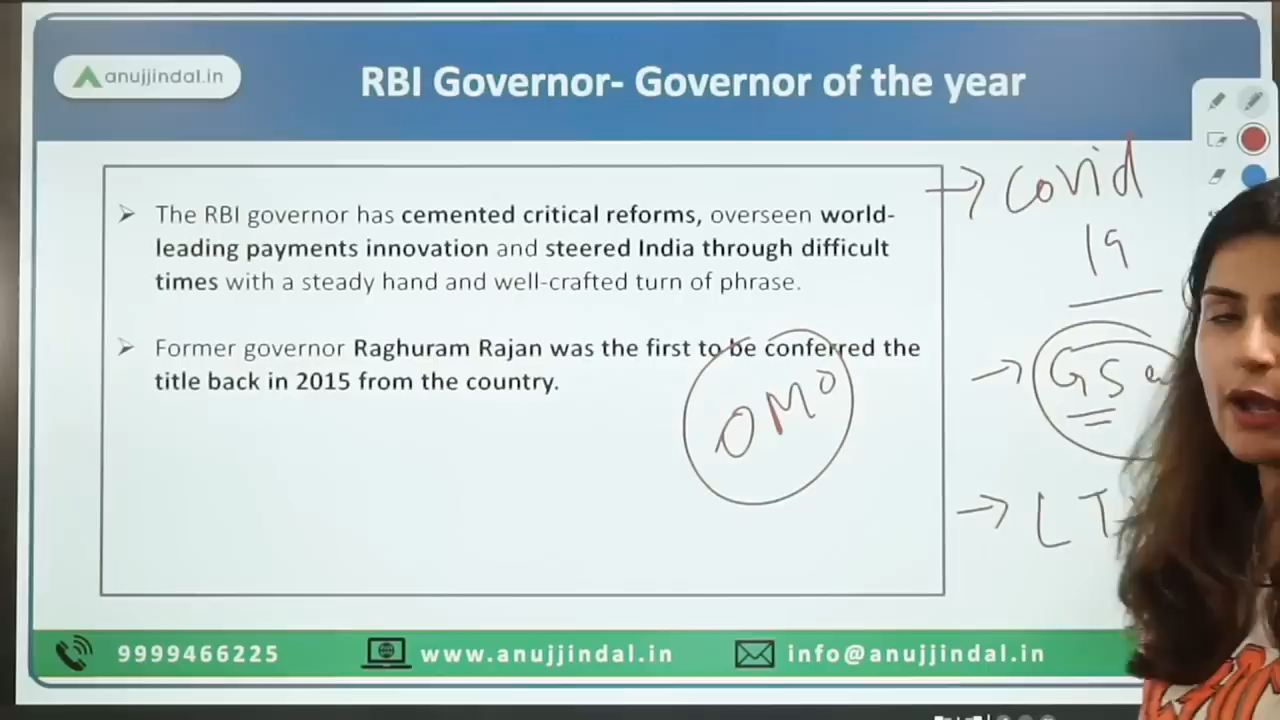 anujjindal.in
RBI Governor- Governor of the year
The RBI governor has cemented critical reforms, overseen world-
leading payments innovation and steered India through difficult
times with a steady hand and well-crafted turn of phrase.
Former governor Raghuram Rajan was the first to be conferred the
title back in 2015 from the country.
OMO
→ Covid
19
→ GSa
→ LT
9999466225
www.anujjindal.in
info@anujjindal.in